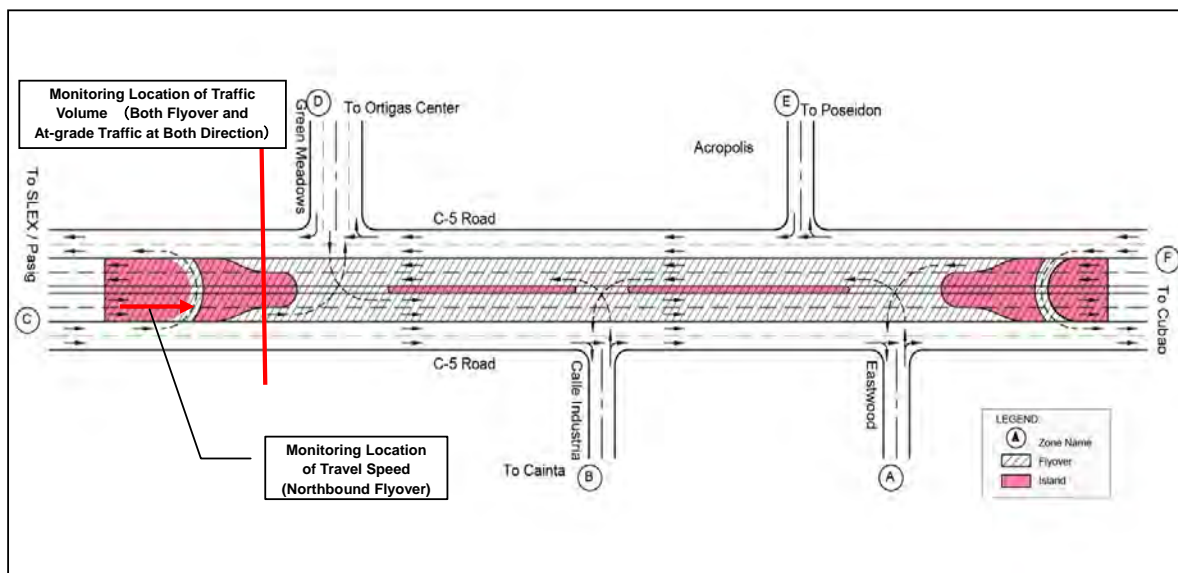 Monitoring Location of Traffic
Volume （Both Flyover and
At-grade Traffic at Both Direction）
D
To Ortigas Center
Green Meadows
E
To Poseidon
Acropolis
To SLEX / Pasig
C-5 Road
F
To Cubao
C
C-5 Road
Calle Industria
Eastwood
Monitoring Location
of Travel Speed
(Northbound Flyover)
To Cainta
B
A
LEGEND:
A
Zone Name
Flyover
Island